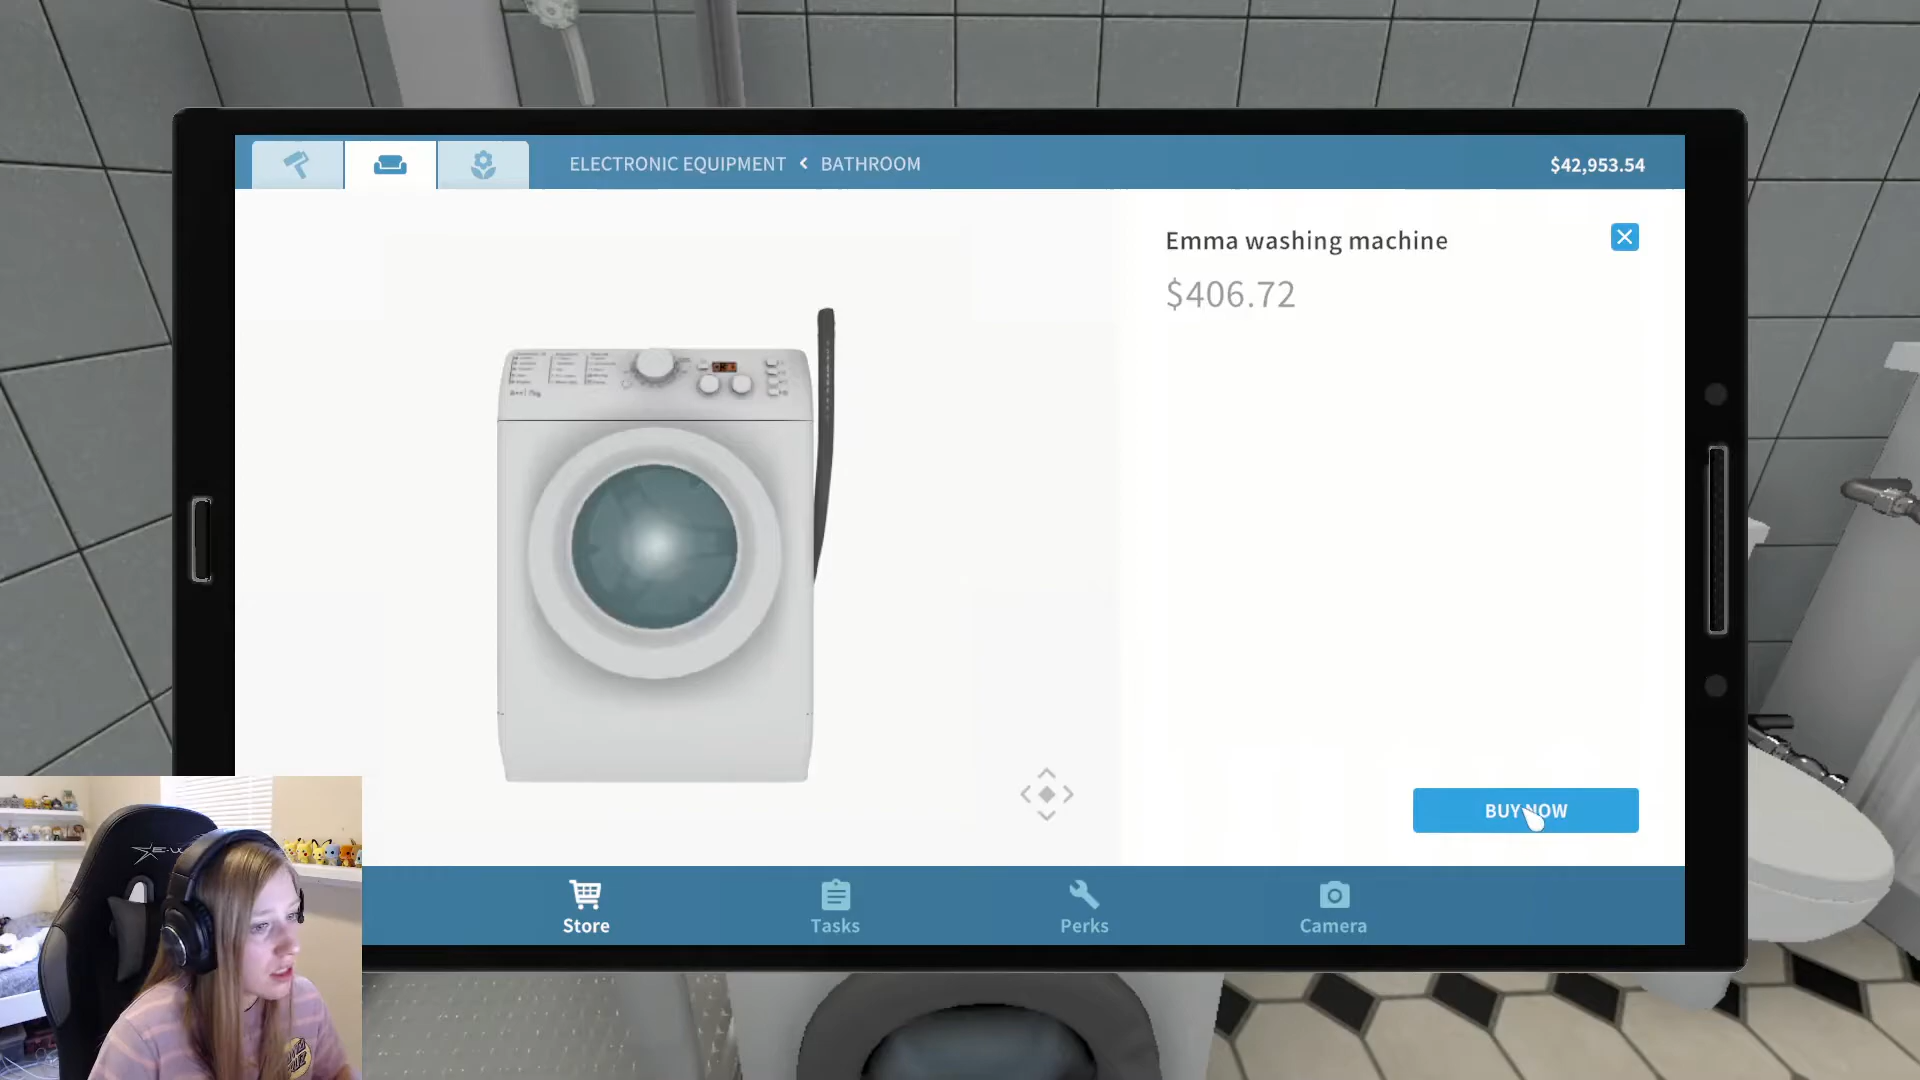 ELECTRONIC EQUIPMENT < BATHROOM
$42,953.54
Emma washing machine
$406.72
BUY NOW
Store
Tasks
Perks
Camera